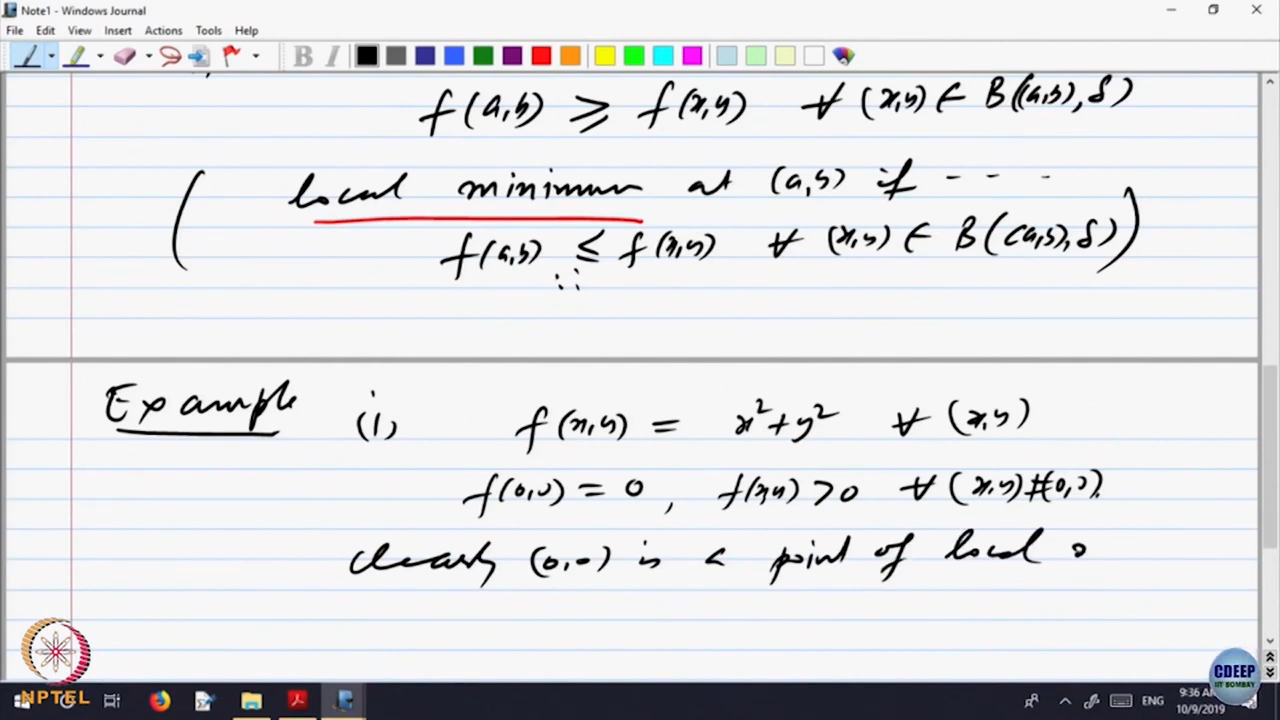 Note1 - Windows Journal
File Edit View Insert Actions Tools Help
B I
f(a,b) ≥ f(x,y) ∀ (x,y) ∈ B((a,b),δ)
( local minimum at (a,b) if - - -
f(a,b) ≤ f(x,y) ∀ (x,y) ∈ B((a,b),δ) )
Example (i) f(x,y) = x²+y² ∀ (x,y)
f(0,0) = 0, f(x,y) > 0 ∀ (x,y) ≠ (0,0).
Clearly (0,0) is a point of local
NPTEL
CDEEP
IIT BOMBAY
ENG
9:36 AM
10/9/2019